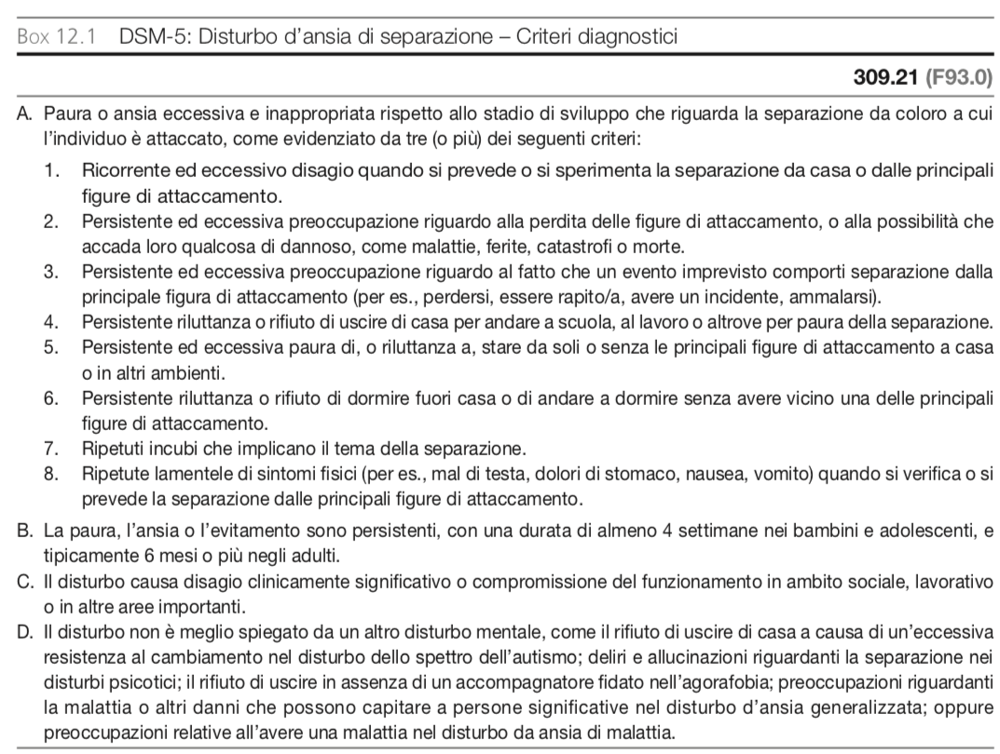 Box 12.1 DSM-5: Disturbo d'ansia di separazione – Criteri diagnostici
309.21 (F93.0)
A. Paura o ansia eccessiva e inappropriata rispetto allo stadio di sviluppo che riguarda la separazione da coloro a cui
l'individuo è attaccato, come evidenziato da tre (o più) dei seguenti criteri:
1. Ricorrente ed eccessivo disagio quando si prevede o si sperimenta la separazione da casa o dalle principali
figure di attaccamento.
2. Persistente ed eccessiva preoccupazione riguardo alla perdita delle figure di attaccamento, o alla possibilità che
accada loro qualcosa di dannoso, come malattie, ferite, catastrofi o morte.
3. Persistente ed eccessiva preoccupazione riguardo al fatto che un evento imprevisto comporti separazione dalla
principale figura di attaccamento (per es., perdersi, essere rapito/a, avere un incidente, ammalarsi).
4. Persistente riluttanza o rifiuto di uscire di casa per andare a scuola, al lavoro o altrove per paura della separazione.
5. Persistente ed eccessiva paura di, o riluttanza a, stare da soli o senza le principali figure di attaccamento a casa
o in altri ambienti.
6. Persistente riluttanza o rifiuto di dormire fuori casa o di andare a dormire senza avere vicino una delle principali
figure di attaccamento.
7. Ripetuti incubi che implicano il tema della separazione.
8. Ripetute lamentele di sintomi fisici (per es., mal di testa, dolori di stomaco, nausea, vomito) quando si verifica o si
prevede la separazione dalle principali figure di attaccamento.
B. La paura, l'ansia o l'evitamento sono persistenti, con una durata di almeno 4 settimane nei bambini e adolescenti, e
tipicamente 6 mesi o più negli adulti.
C. Il disturbo causa disagio clinicamente significativo o compromissione del funzionamento in ambito sociale, lavorativo
o in altre aree importanti.
D. Il disturbo non è meglio spiegato da un altro disturbo mentale, come il rifiuto di uscire di casa a causa di un'eccessiva
resistenza al cambiamento nel disturbo dello spettro dell'autismo; deliri e allucinazioni riguardanti la separazione nei
disturbi psicotici; il rifiuto di uscire in assenza di un accompagnatore fidato nell'agorafobia; preoccupazioni riguardanti
la malattia o altri danni che possono capitare a persone significative nel disturbo d'ansia generalizzata; oppure
preoccupazioni relative all'avere una malattia nel disturbo da ansia di malattia.